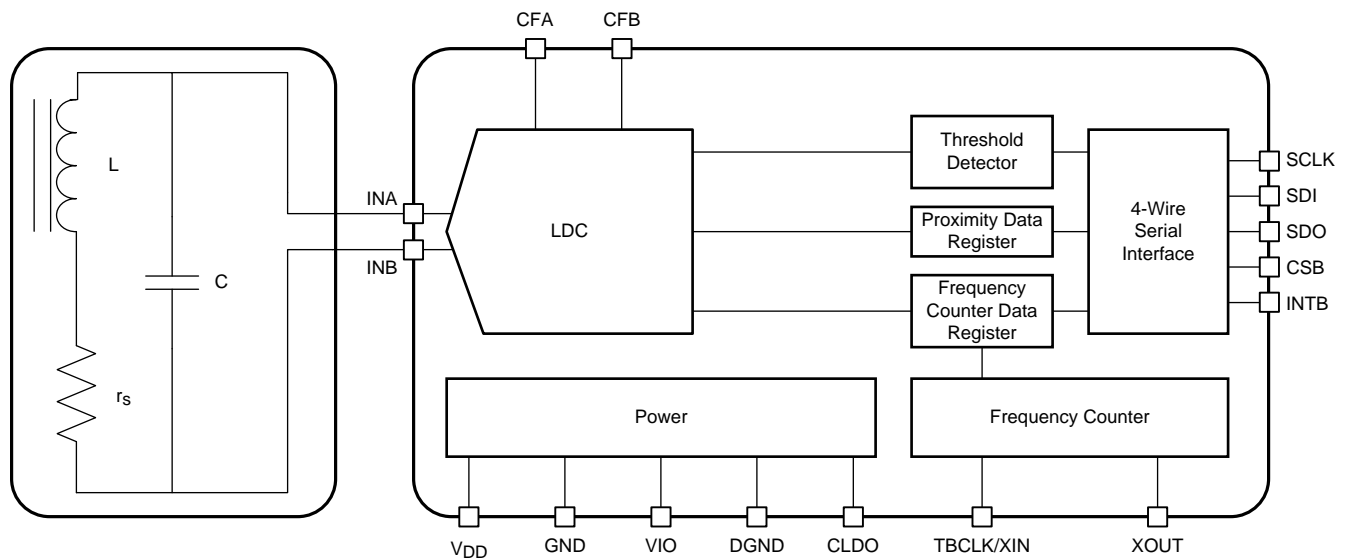 CFA
CFB
L
C
rS
INA
INB
LDC
Threshold
Detector
Proximity Data
Register
Frequency
Counter Data
Register
4-Wire
Serial
Interface
SCLK
SDI
SDO
CSB
INTB
Power
Frequency Counter
VDD
GND
VIO
DGND
CLDO
TBCLK/XIN
XOUT